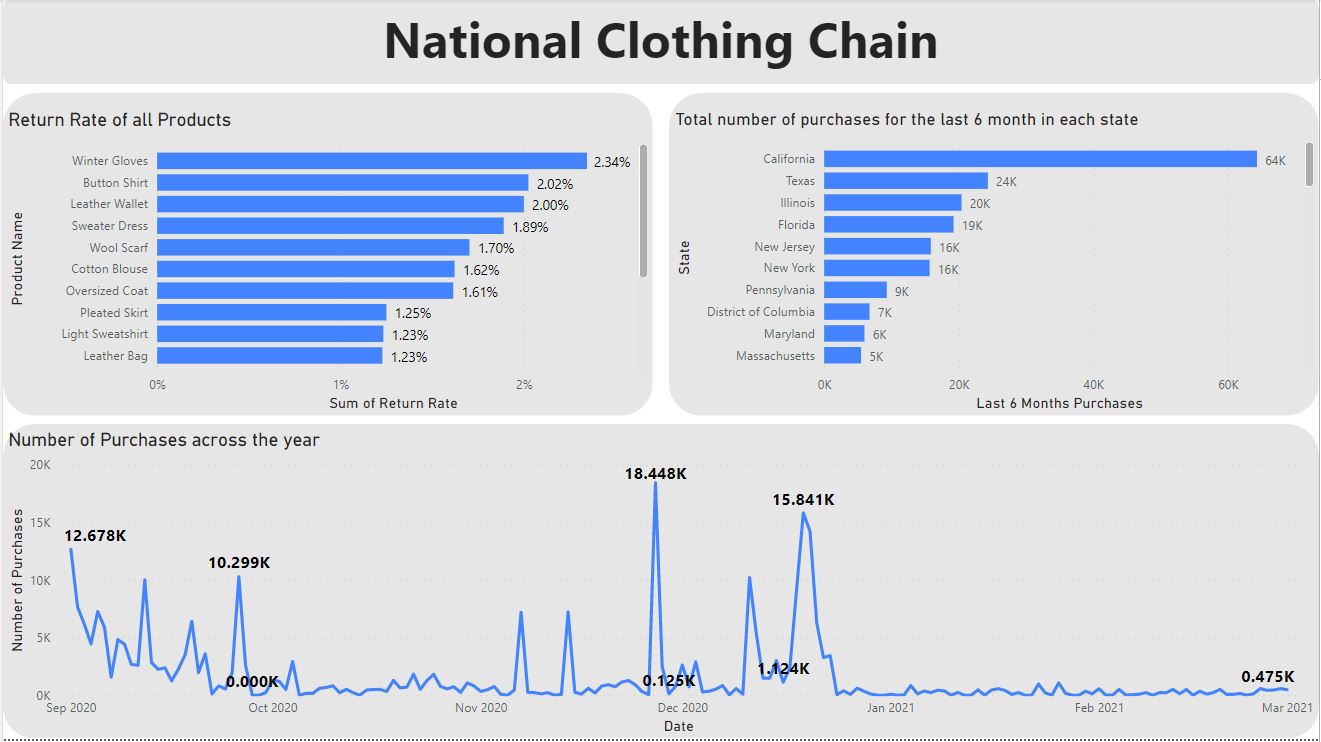 National Clothing Chain
Return Rate of all Products
Product Name
Winter Gloves 2.34%
Button Shirt 2.02%
Leather Wallet 2.00%
Sweater Dress 1.89%
Wool Scarf 1.70%
Cotton Blouse 1.62%
Oversized Coat 1.61%
Pleated Skirt 1.25%
Light Sweatshirt 1.23%
Leather Bag 1.23%
0% 1% 2%
Sum of Return Rate
Total number of purchases for the last 6 month in each state
State
California 64K
Texas 24K
Illinois 20K
Florida 19K
New Jersey 16K
New York 16K
Pennsylvania 9K
District of Columbia 7K
Maryland 6K
Massachusetts 5K
0K 20K 40K 60K
Last 6 Months Purchases
Number of Purchases across the year
Number of Purchases
20K
18.448K
15.841K
15K
12.678K
10.299K
10K
5K
1.124K
0.000K
0.125K
0.475K
0K
Sep 2020 Oct 2020 Nov 2020 Dec 2020 Jan 2021 Feb 2021 Mar 2021
Date